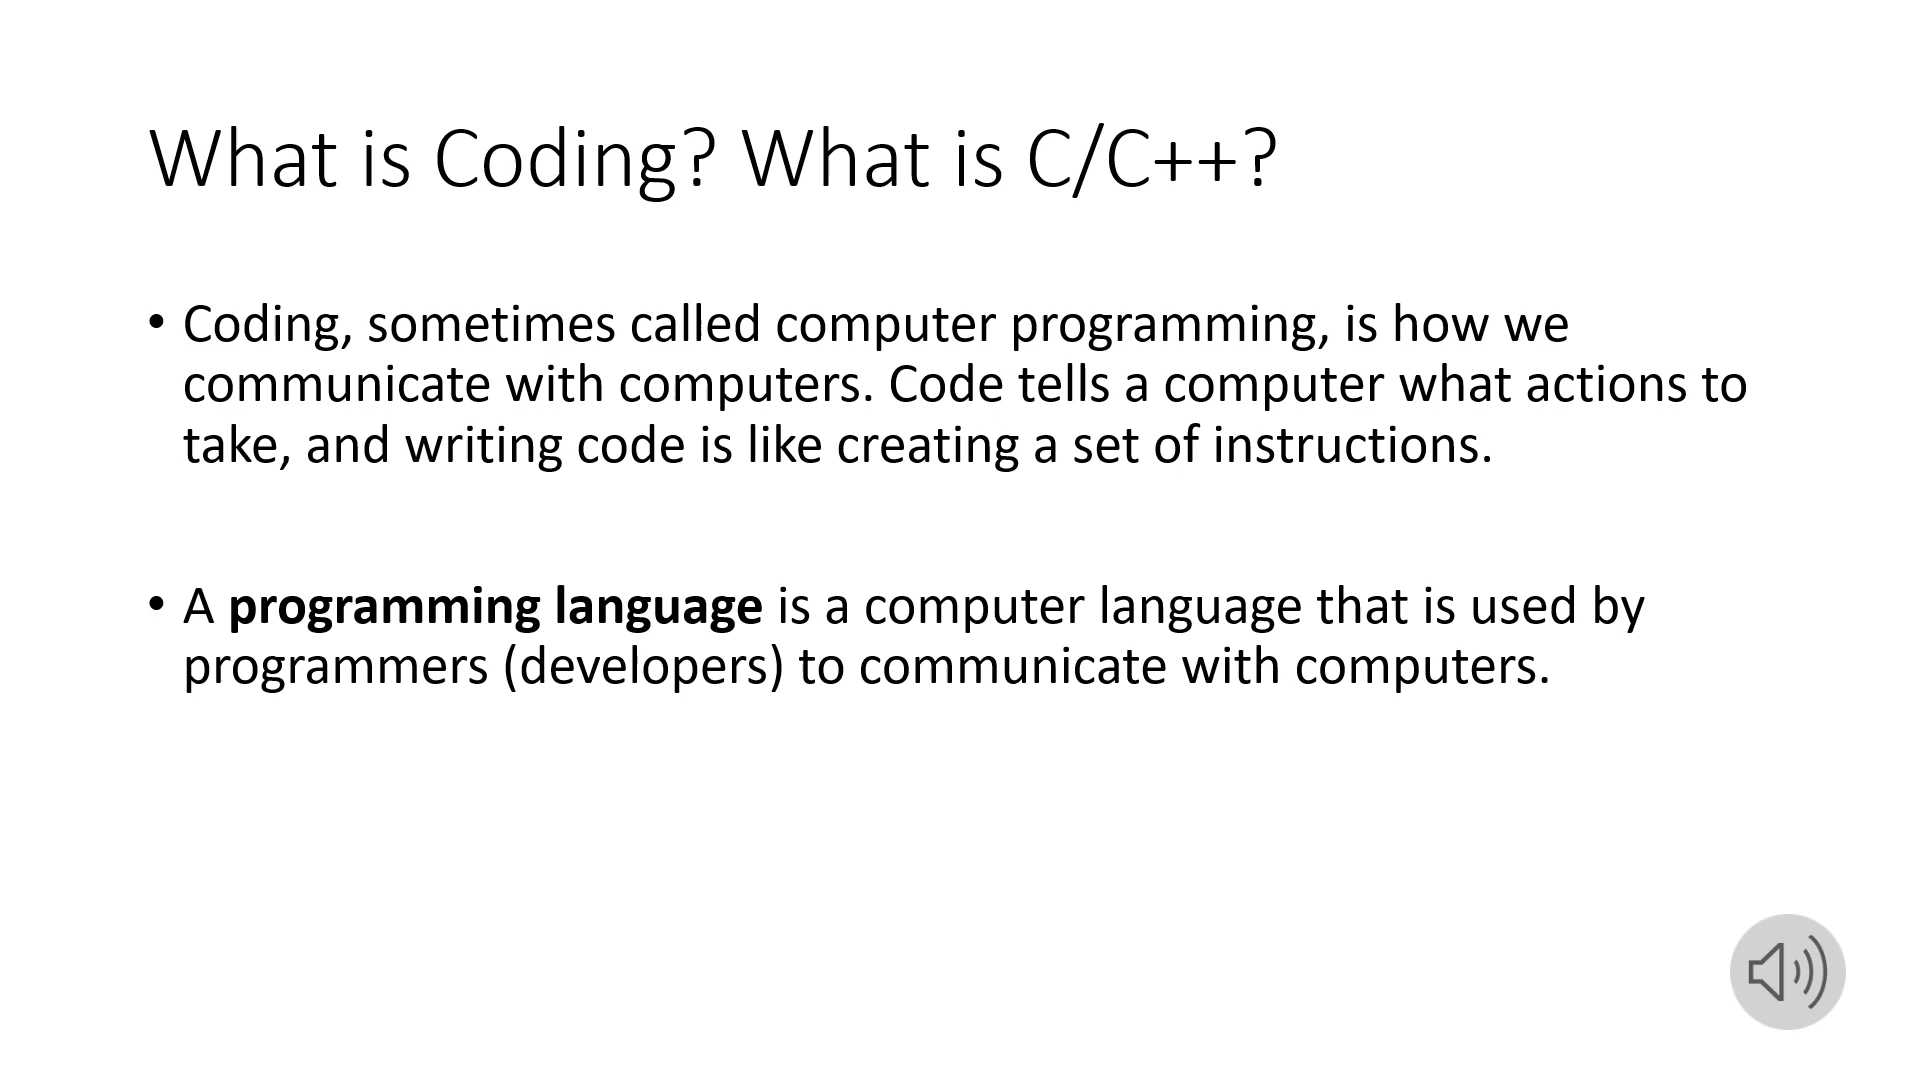 What is Coding? What is C/C++?
• Coding, sometimes called computer programming, is how we
communicate with computers. Code tells a computer what actions to
take, and writing code is like creating a set of instructions.
• A programming language is a computer language that is used by
programmers (developers) to communicate with computers.